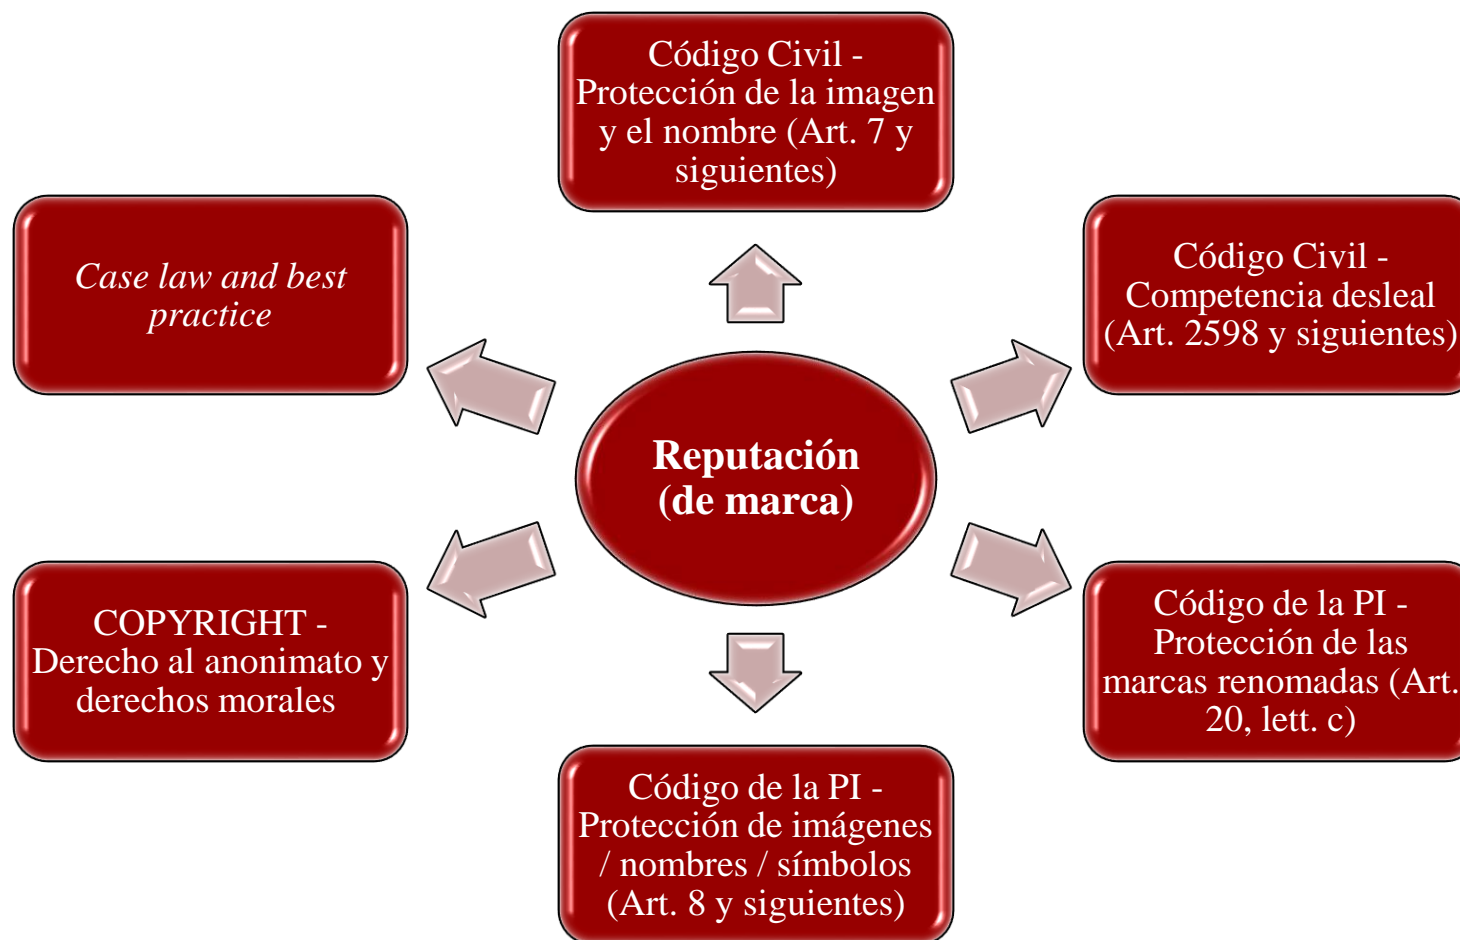 Código Civil -
Protección de la imagen
y el nombre (Art. 7 y
siguientes)
Código Civil -
Competencia desleal
(Art. 2598 y siguientes)
Código de la PI -
Protección de las
marcas renomadas (Art.
20, lett. c)
Código de la PI -
Protección de imágenes
/ nombres / símbolos
(Art. 8 y siguientes)
COPYRIGHT -
Derecho al anonimato y
derechos morales
Case law and best
practice
Reputación
(de marca)